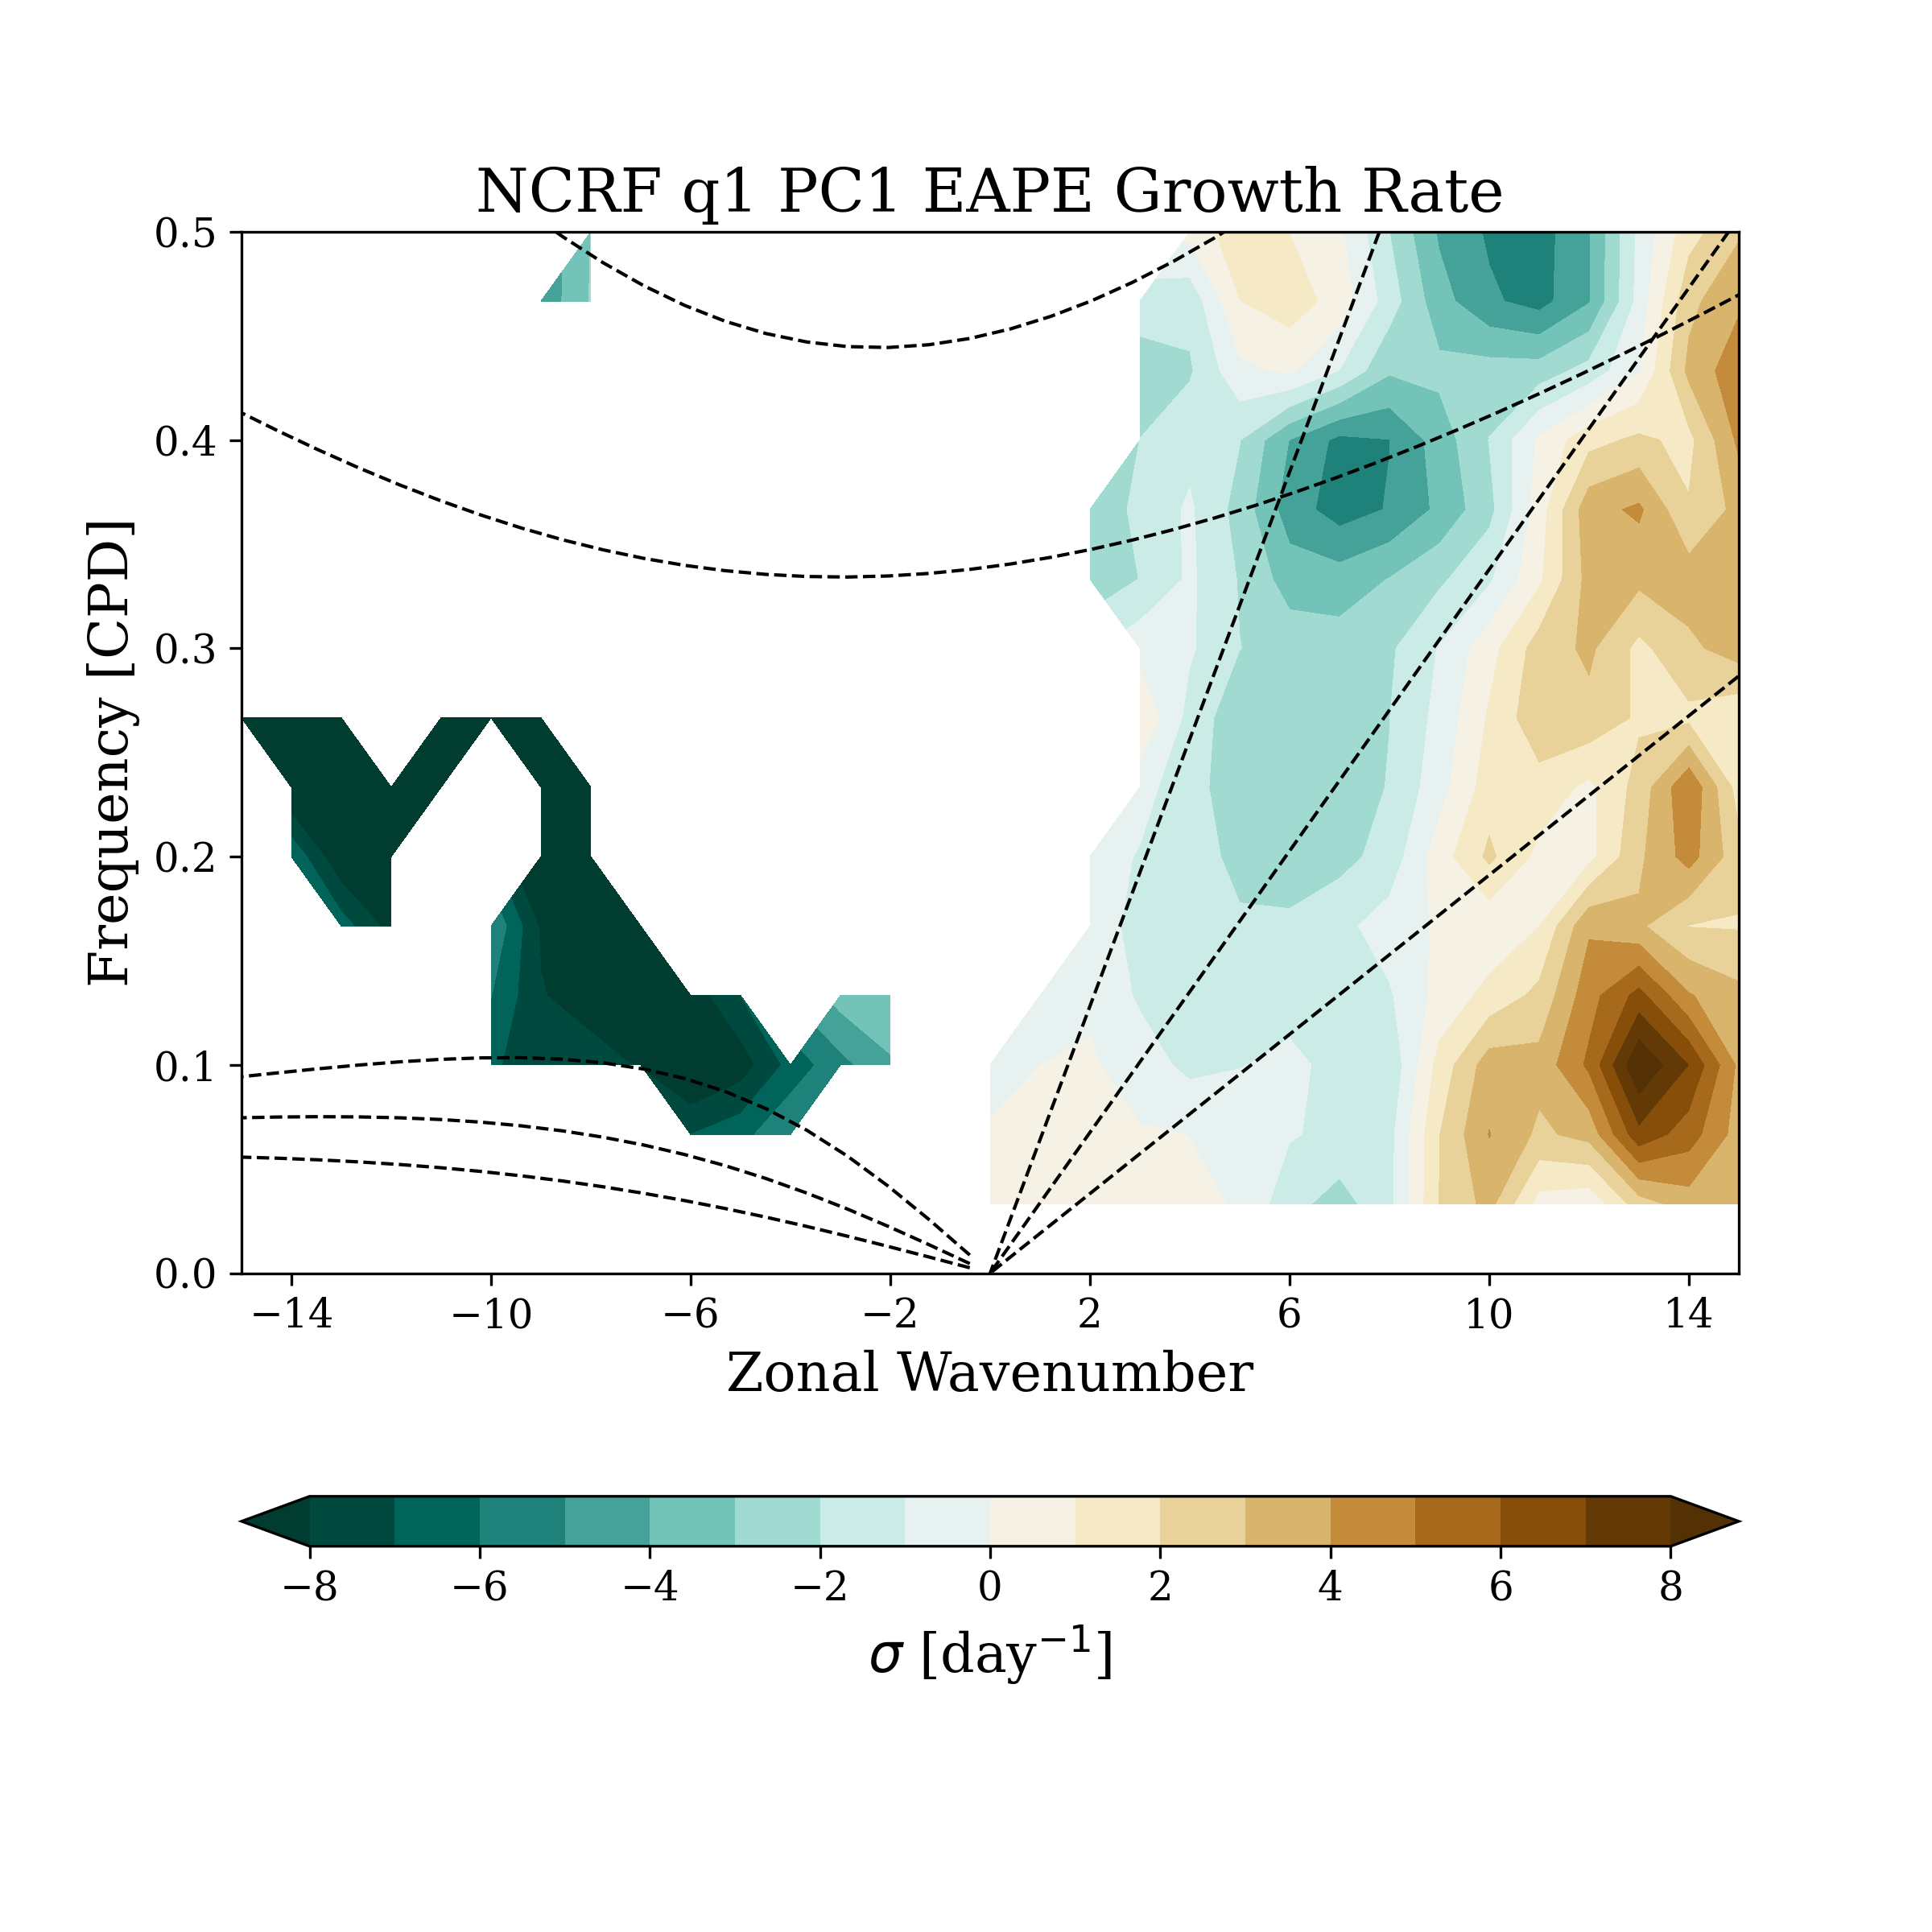 NCRF q1 PC1 EAPE Growth Rate
0.5
0.4
0.3
0.2
0.1
0.0
Frequency [CPD]
−14 −10 −6 −2 2 6 10 14
Zonal Wavenumber
−8 −6 −4 −2 0 2 4 6 8
σ [day⁻¹]